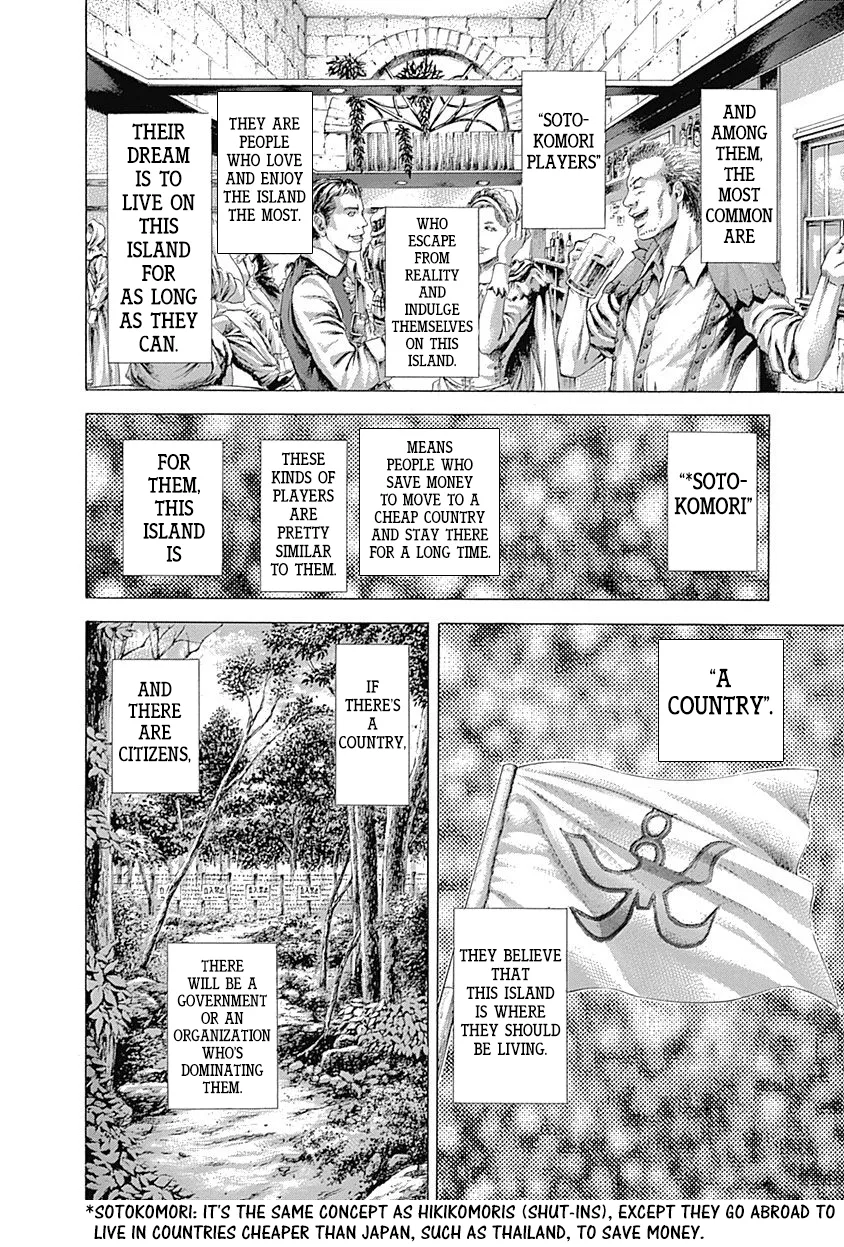 AND
AMONG
THEM,
THE
MOST
COMMON
ARE
“SOTO-
KOMORI
PLAYERS”
WHO
ESCAPE
FROM
REALITY
AND
INDULGE
THEMSELVES
ON THIS
ISLAND.
THEY ARE
PEOPLE
WHO LOVE
AND ENJOY
THE ISLAND
THE MOST.
THEIR
DREAM
IS TO
LIVE ON
THIS
ISLAND
FOR
AS LONG
AS THEY
CAN.
“*SOTO-
KOMORI”
MEANS
PEOPLE WHO
SAVE MONEY
TO MOVE TO A
CHEAP COUNTRY
AND STAY THERE
FOR A LONG TIME.
THESE
KINDS OF
PLAYERS
ARE
PRETTY
SIMILAR
TO THEM.
FOR
THEM,
THIS
ISLAND
IS
“A
COUNTRY”.
THEY BELIEVE
THAT
THIS ISLAND
IS WHERE
THEY SHOULD
BE LIVING.
IF
THERE'S
A
COUNTRY,
AND
THERE
ARE
CITIZENS,
THERE
WILL BE A
GOVERNMENT
OR AN
ORGANIZATION
WHO'S
DOMINATING
THEM.
*SOTOKOMORI: IT'S THE SAME CONCEPT AS HIKIKOMORIS (SHUT-INS), EXCEPT THEY GO ABROAD TO
LIVE IN COUNTRIES CHEAPER THAN JAPAN, SUCH AS THAILAND, TO SAVE MONEY.